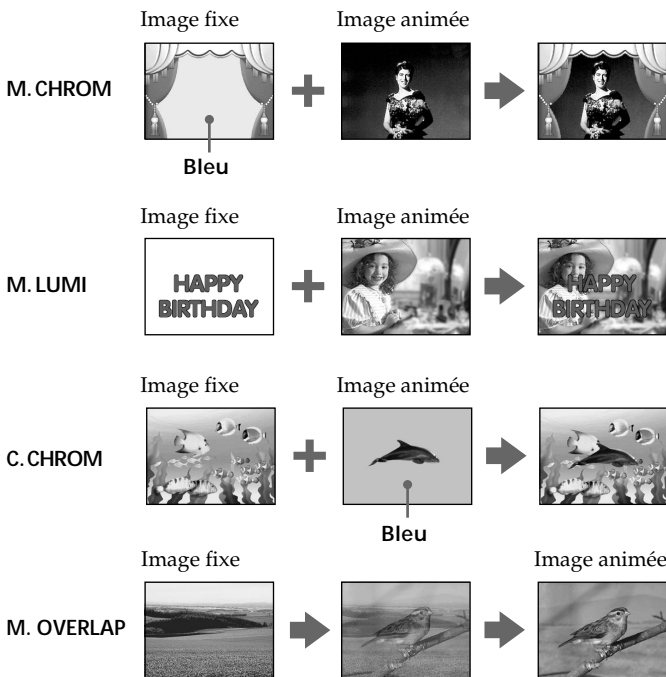 Image fixe Image animée
M. CHROM
Bleu
Image fixe Image animée
M. LUMI
HAPPY
BIRTHDAY
HAPPY
BIRTHDAY
Image fixe Image animée
C. CHROM
Bleu
Image fixe Image animée
M. OVERLAP